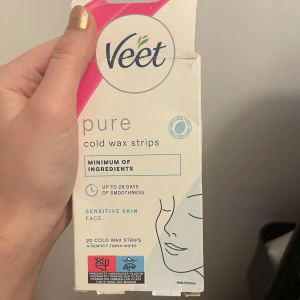 Veet
pure
cold wax strips
MINIMUM OF
INGREDIENTS
UP TO 28 DAYS
OF SMOOTHNESS
SENSITIVE SKIN
FACE
20 COLD WAX STRIPS
4 PERFECT FINISH WIPES